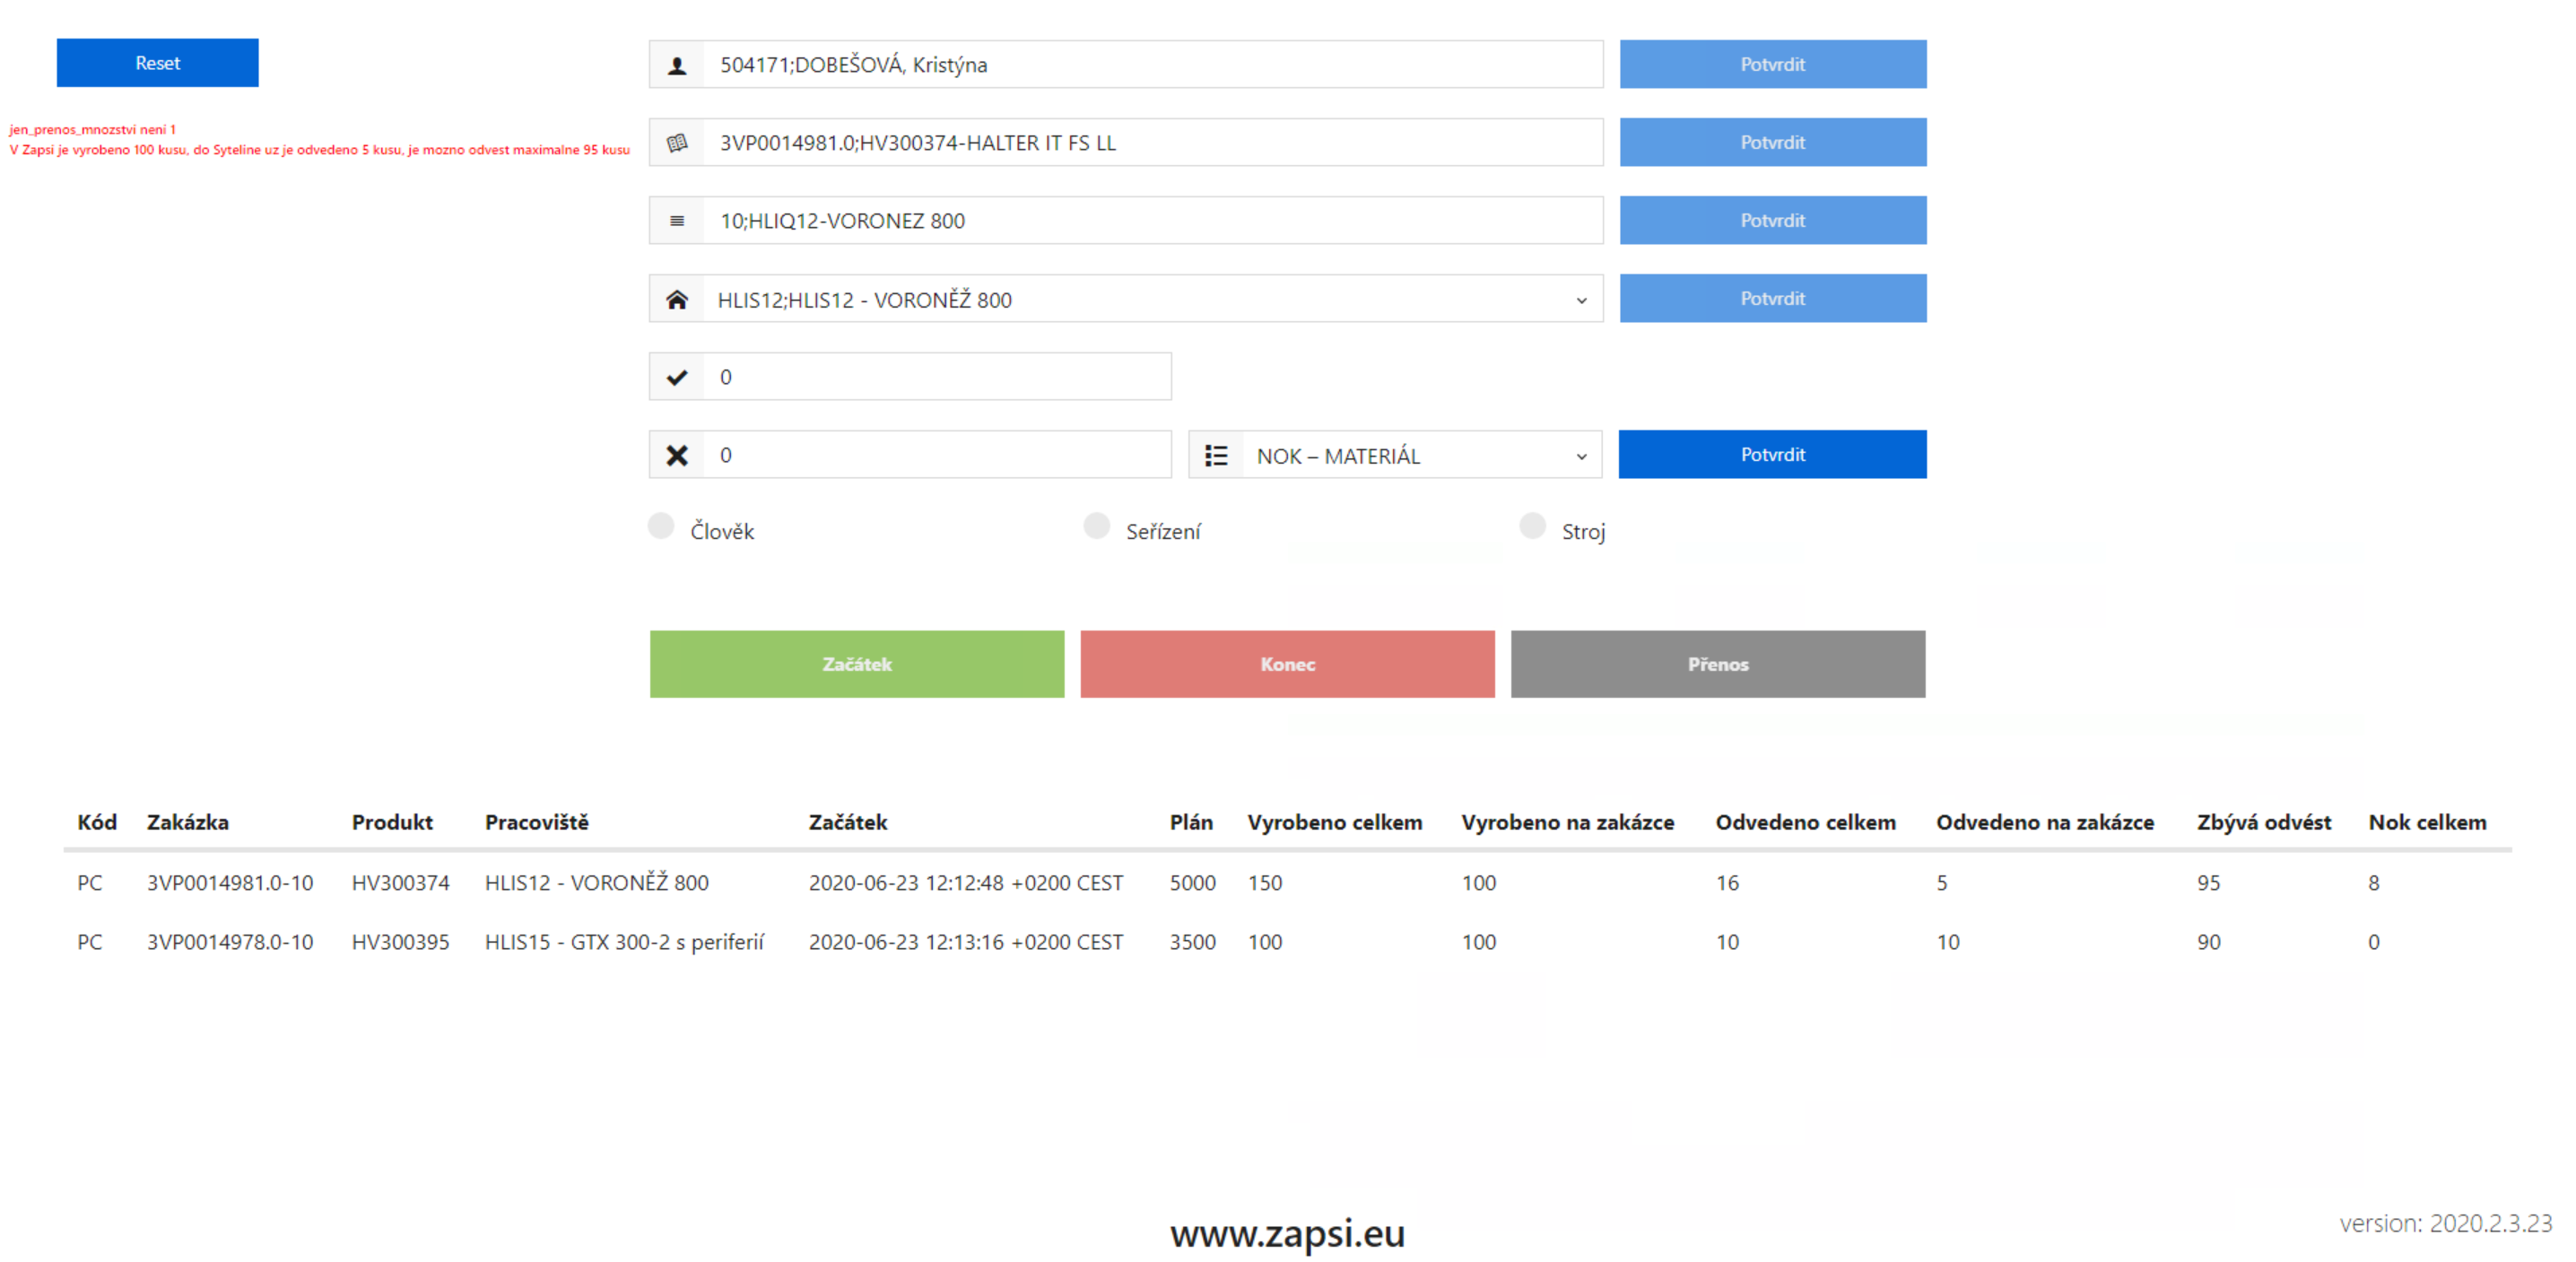 Reset
jen_prenos_mnozstvi není 1
V Zapsi je vyrobeno 100 kusu, do Syteline uz je odvedeno 5 kusu, je mozno odvest maximalne 95 kusu
504171;DOBEŠOVÁ, Kristýna Potvrdit
3VP0014981.0;HV300374-HALTER IT FS LL Potvrdit
10;HLIQ12-VORONEZ 800 Potvrdit
HLIS12;HLIS12 - VORONĚŽ 800 Potvrdit
0
0 NOK – MATERIÁL Potvrdit
Člověk Seřízení Stroj
Začátek Konec Přenos
Kód Zakázka Produkt Pracoviště Začátek Plán Vyrobeno celkem Vyrobeno na zakázce Odvedeno celkem Odvedeno na zakázce Zbývá odvést Nok celkem
PC 3VP0014981.0-10 HV300374 HLIS12 - VORONĚŽ 800 2020-06-23 12:12:48 +0200 CEST 5000 150 100 16 5 95 8
PC 3VP0014978.0-10 HV300395 HLIS15 - GTX 300-2 s periferií 2020-06-23 12:13:16 +0200 CEST 3500 100 100 10 10 90 0
www.zapsi.eu
version: 2020.2.3.23